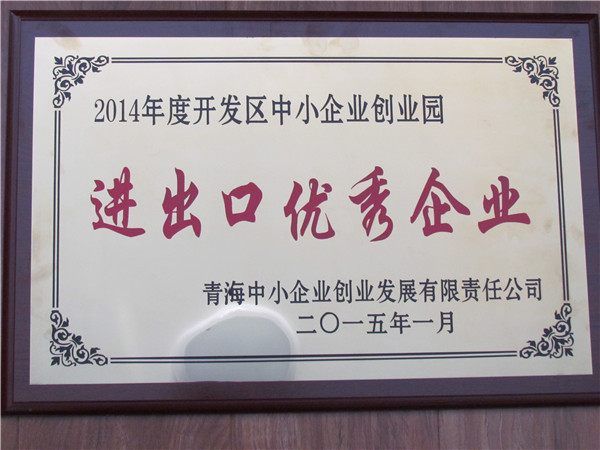 2014年度开发区中小企业创业园
进出口优秀企业
青海中小企业创业发展有限责任公司
二〇一五年一月